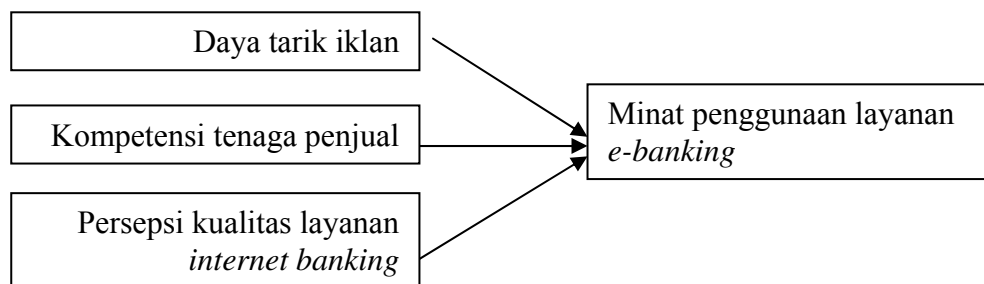 Daya tarik iklan
Kompetensi tenaga penjual
Persepsi kualitas layanan
internet banking
Minat penggunaan layanan
e-banking